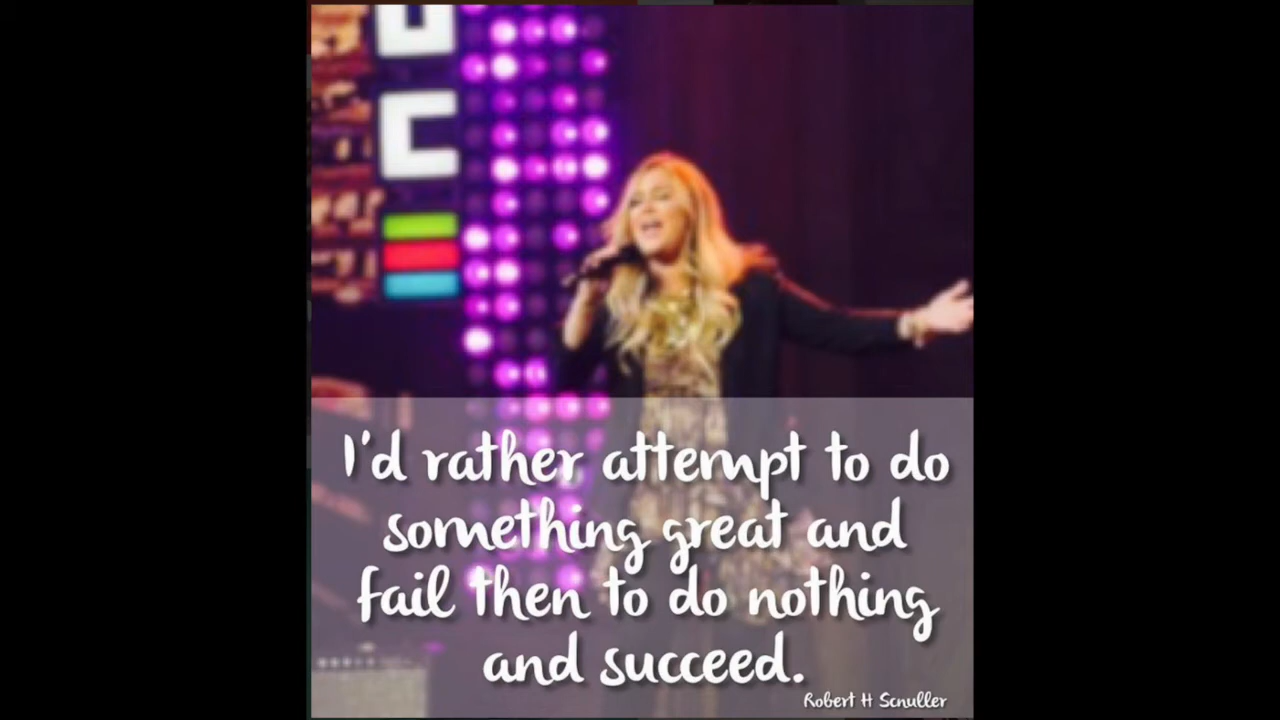 C
I'd rather attempt to do
something great and
fail then to do nothing
and succeed.
Robert H Scnuller